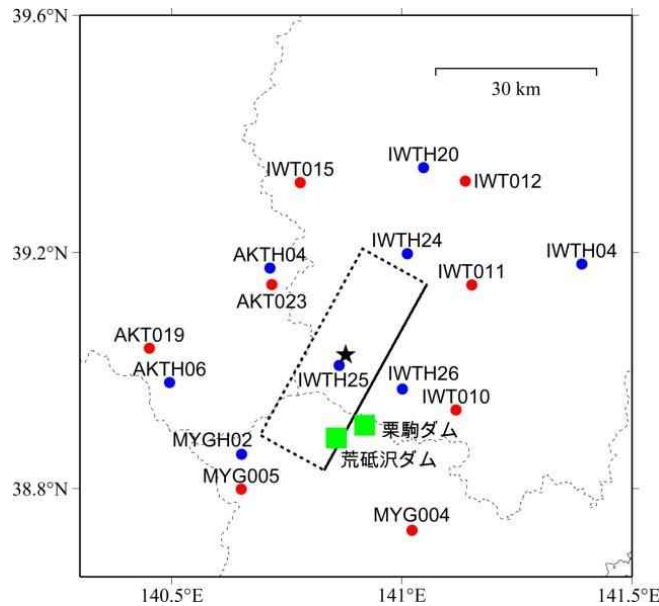 39.6°N
30 km
IWTH20
IWT015
IWT012
IWTH24
IWTH04
39.2°N
AKTH04
IWT011
AKT023
AKT019
IWTH25
IWTH26
AKTH06
IWT010
栗駒ダム
MYGH02
荒砥沢ダム
MYG005
38.8°N
MYG004
140.5°E
141°E
141.5°E